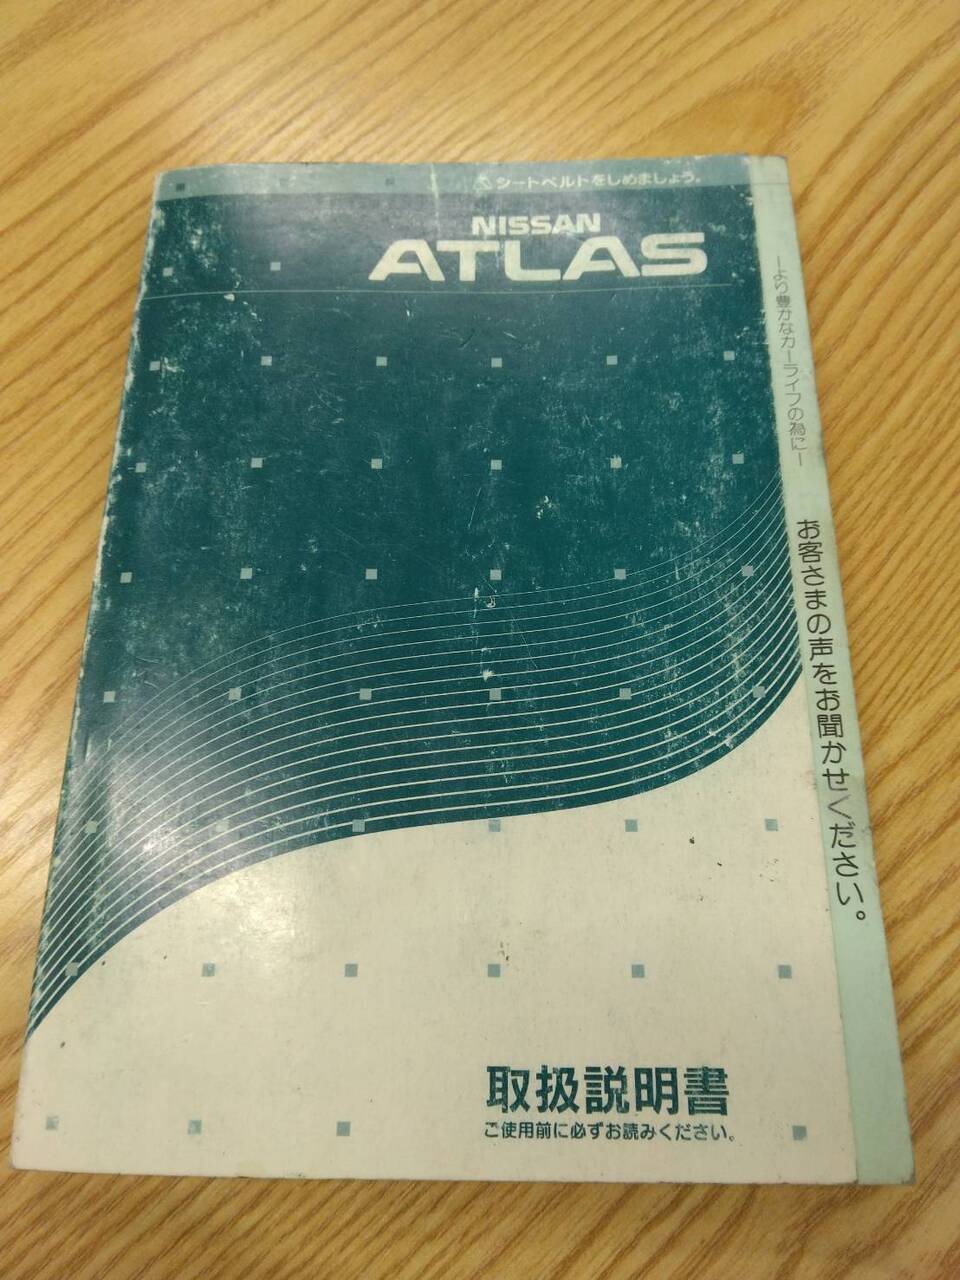 シートベルトをしめましょう。
NISSAN
ATLAS
ーより豊かなカーライフの為にー
お客さまの声をお聞かせください。
取扱説明書
ご使用前に必ずお読みください。